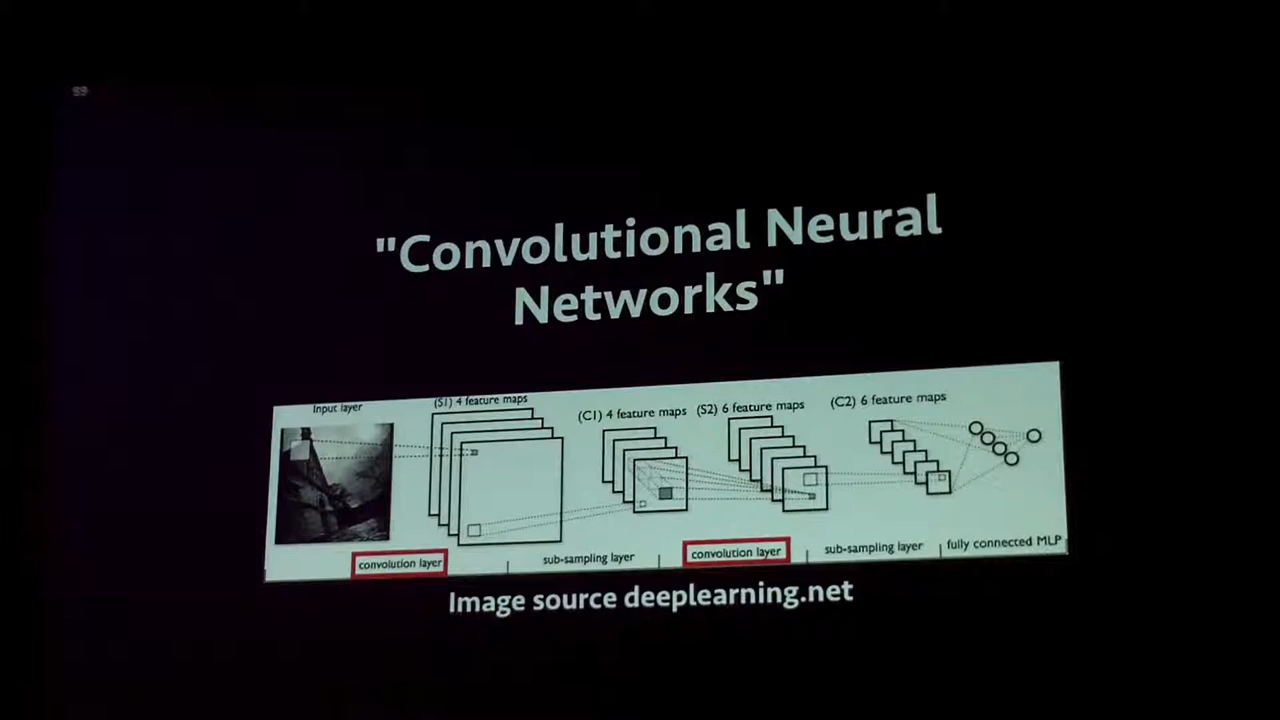 "Convolutional Neural
Networks"
Input layer
(S1) 4 feature maps
(C1) 4 feature maps
(S2) 6 feature maps
(C2) 6 feature maps
convolution layer
sub-sampling layer
convolution layer
sub-sampling layer
fully connected MLP
Image source deeplearning.net